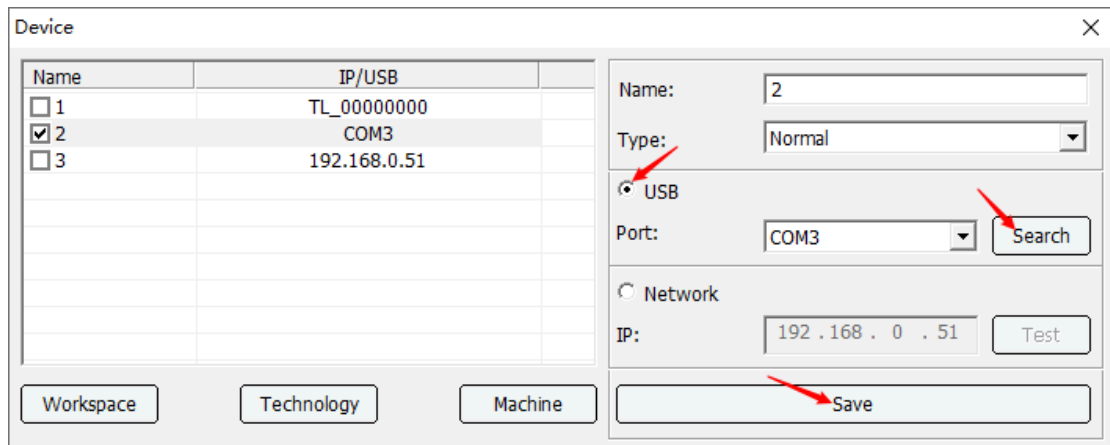 Device
Name IP/USB
1 TL_00000000
2 COM3
3 192.168.0.51
Workspace Technology Machine
Name: 2
Type: Normal
USB
Port: COM3 Search
Network
IP: 192 . 168 . 0 . 51 Test
Save